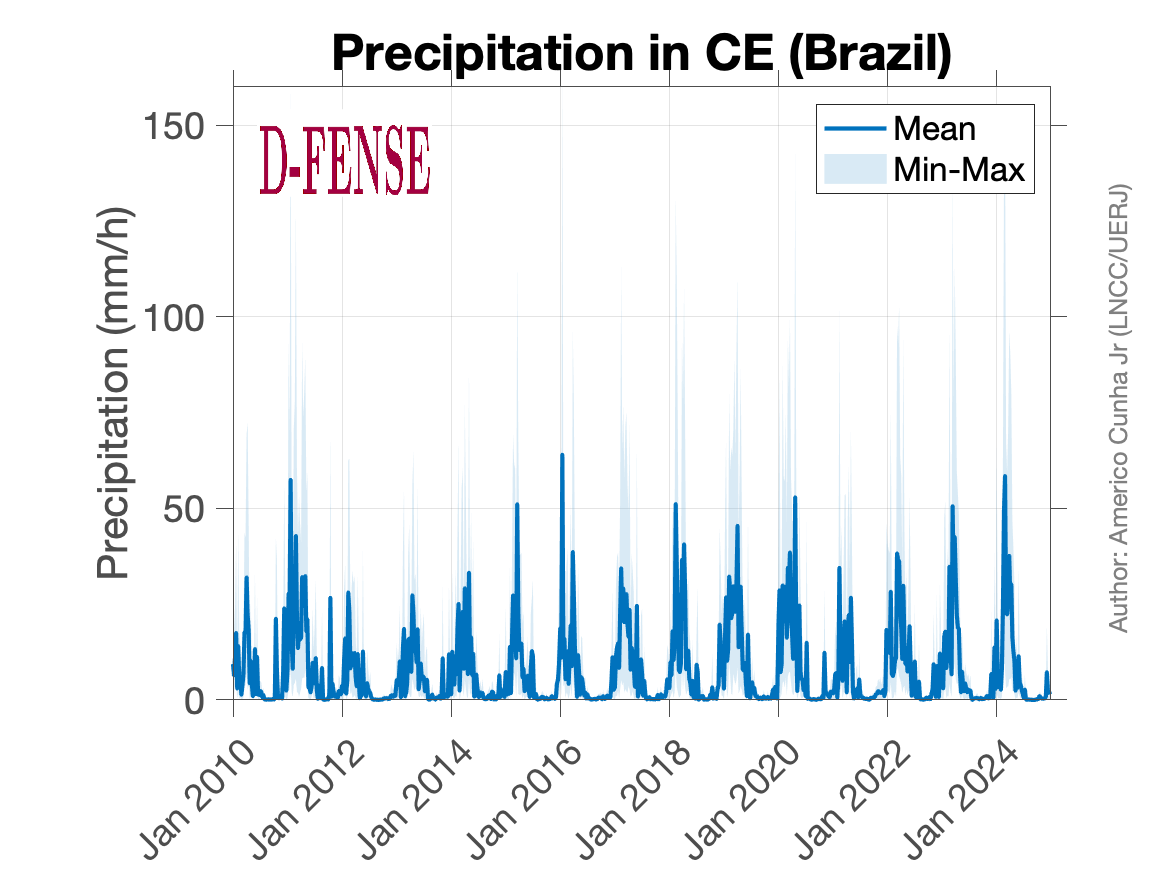 Precipitation in CE (Brazil)
D-FENSE
Mean
Min-Max
Precipitation (mm/h)
150
100
50
0
Jan 2010
Jan 2012
Jan 2014
Jan 2016
Jan 2018
Jan 2020
Jan 2022
Jan 2024
Author: Americo Cunha Jr (LNCC/UERJ)